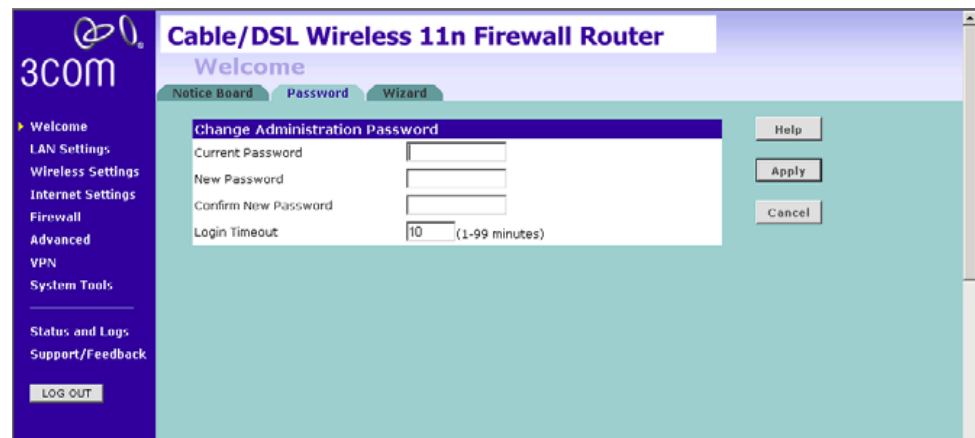 3COM
Cable/DSL Wireless 11n Firewall Router
Welcome
Notice Board Password Wizard
Welcome
LAN Settings
Wireless Settings
Internet Settings
Firewall
Advanced
VPN
System Tools
Status and Logs
Support/Feedback
LOG OUT
Change Administration Password
Current Password
New Password
Confirm New Password
Login Timeout 10 (1-99 minutes)
Help
Apply
Cancel